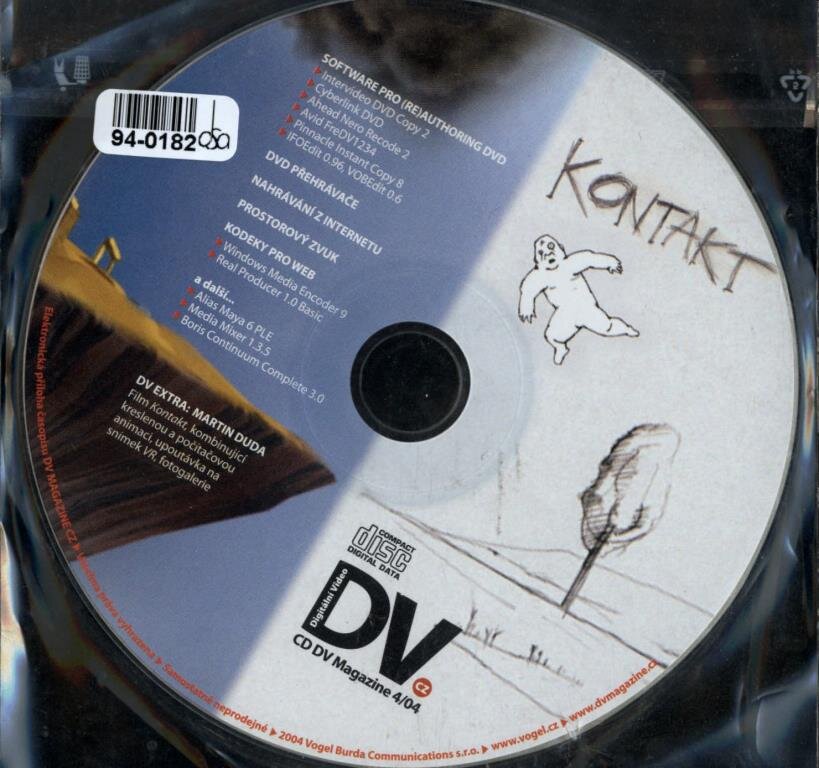 94-0182 dsa
SOFTWARE PRO (RE)AUTHORING DVD
Intervideo DVD Copy 2
Cyberlink DVD
Ahead Nero Recode 2
Avid FreDV1234
Pinnacle Instant Copy 8
IFOEdit 0.96, VOBEdit 0.6
DVD PŘEHRÁVAČE
NAHRÁVÁNÍ Z INTERNETU
PROSTOROVÝ ZVUK
KODEKY PRO WEB
Windows Media Encoder 9
Real Producer 1.0 Basic
a další...
Alias Maya 6 PLE
Media Mixer 1.3.5
Boris Continuum Complete 3.0
DV EXTRA: MARTIN DUDA
Film Kontakt, kombinující
kreslenou a počítačovou
animaci, upoutávka na
snímek VR, fotogalerie
KONTAKT
COMPACT
disc
DIGITAL DATA
Digitální Video
DV.cz
CD DV Magazine 4/04
Elektronická příloha časopisu DV MAGAZINE.CZ ▶ Všechna práva vyhrazena ▶ Samostatně neprodejné ▶ 2004 Vogel Burda Communications s.r.o. ▶ www.vogel.cz ▶ www.dvmagazine.cz